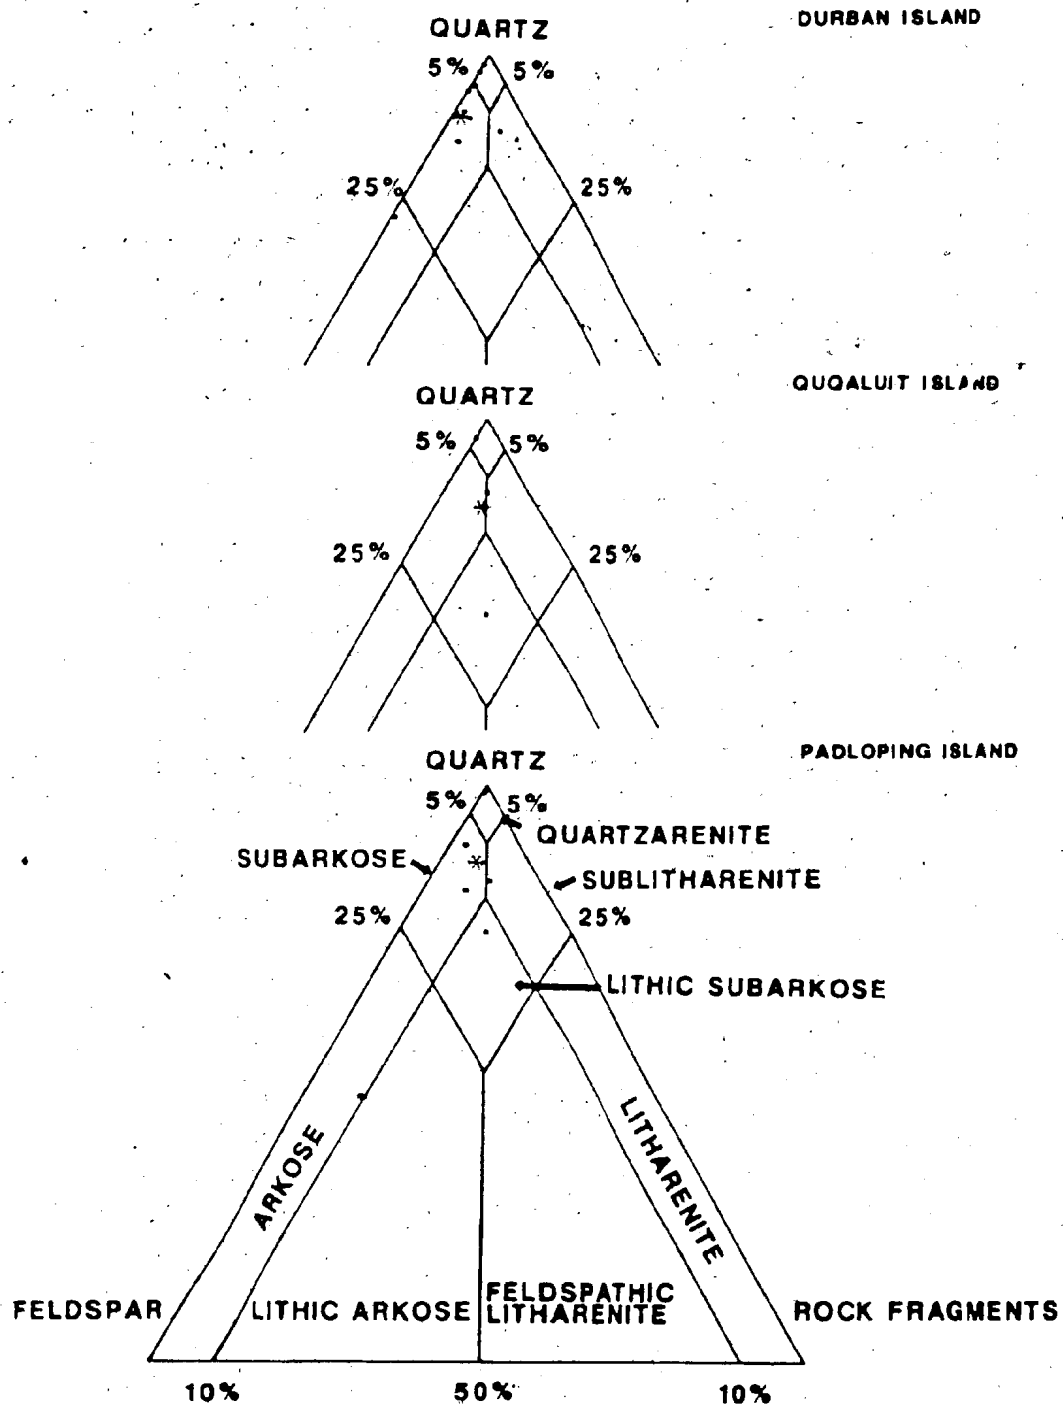 DURBAN ISLAND
QUARTZ
5% 5%
25% 25%
QUQALUIT ISLAND
QUARTZ
5% 5%
25% 25%
PADLOPING ISLAND
QUARTZ
5% 5%
QUARTZARENITE
SUBARKOSE
SUBLITHARENITE
25% 25%
LITHIC SUBARKOSE
ARKOSE
LITHARENITE
FELDSPAR
LITHIC ARKOSE
FELDSPATHIC
LITHARENITE
ROCK FRAGMENTS
10% 50% 10%